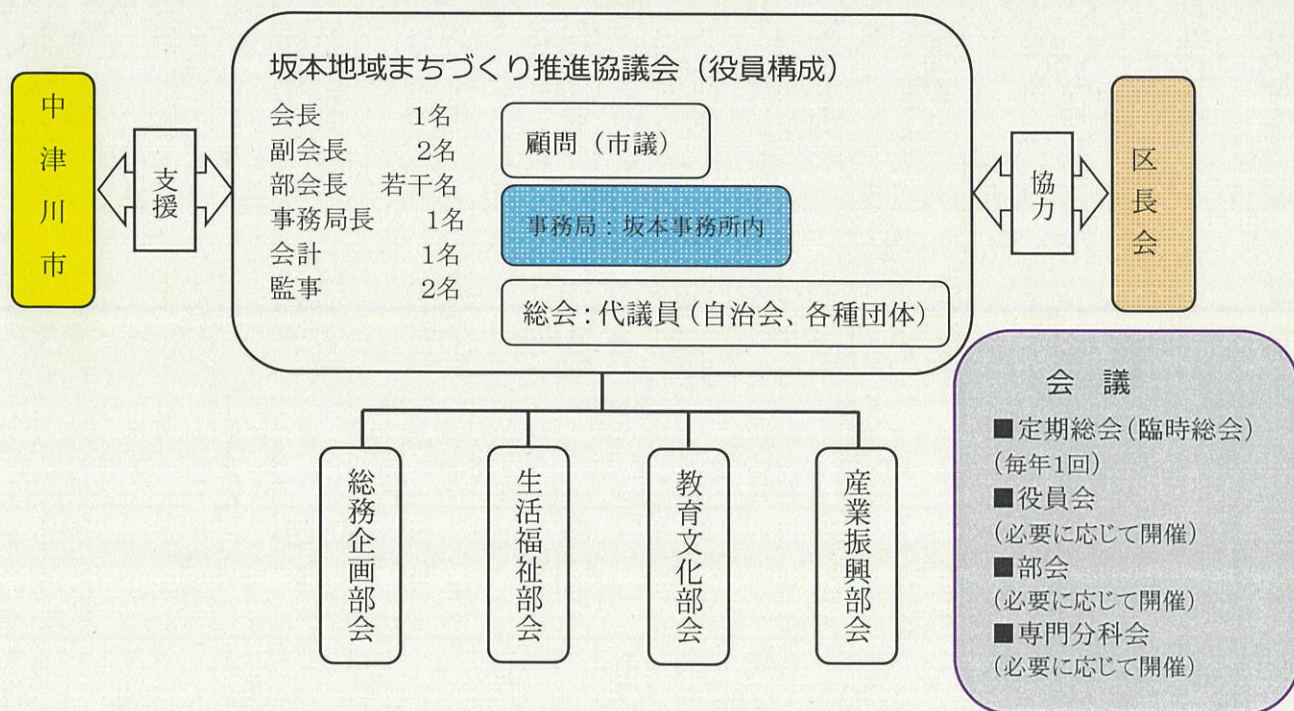 坂本地域まちづくり推進協議会（役員構成）
会長 1名
副会長 2名
部会長 若干名
事務局長 1名
会計 1名
監事 2名
顧問（市議）
事務局：坂本事務所内
総会：代議員（自治会、各種団体）
中津川市
支援
協力
区長会
総務企画部会
生活福祉部会
教育文化部会
産業振興部会
会 議
■定期総会（臨時総会）
（毎年1回）
■役員会
（必要に応じて開催）
■部会
（必要に応じて開催）
■専門分科会
（必要に応じて開催）